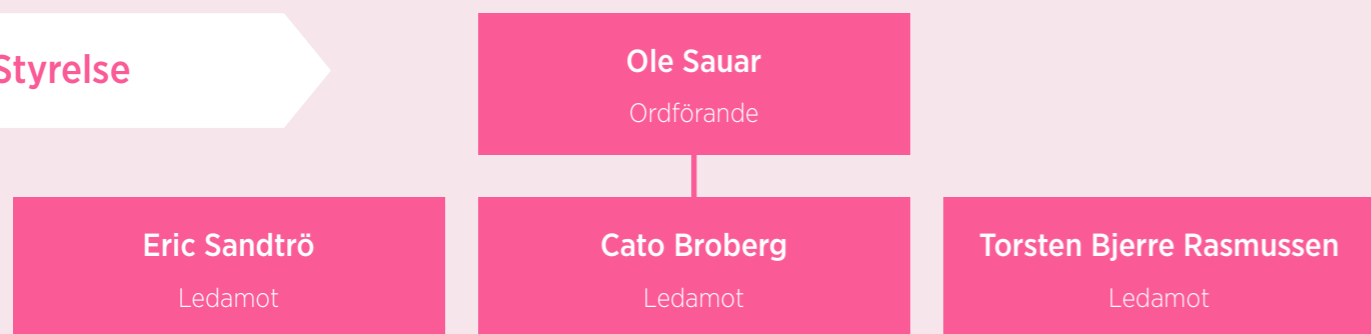 Styrelse
Ole Sauar
Ordförande
Eric Sandtrö
Ledamot
Cato Broberg
Ledamot
Torsten Bjerre Rasmussen
Ledamot